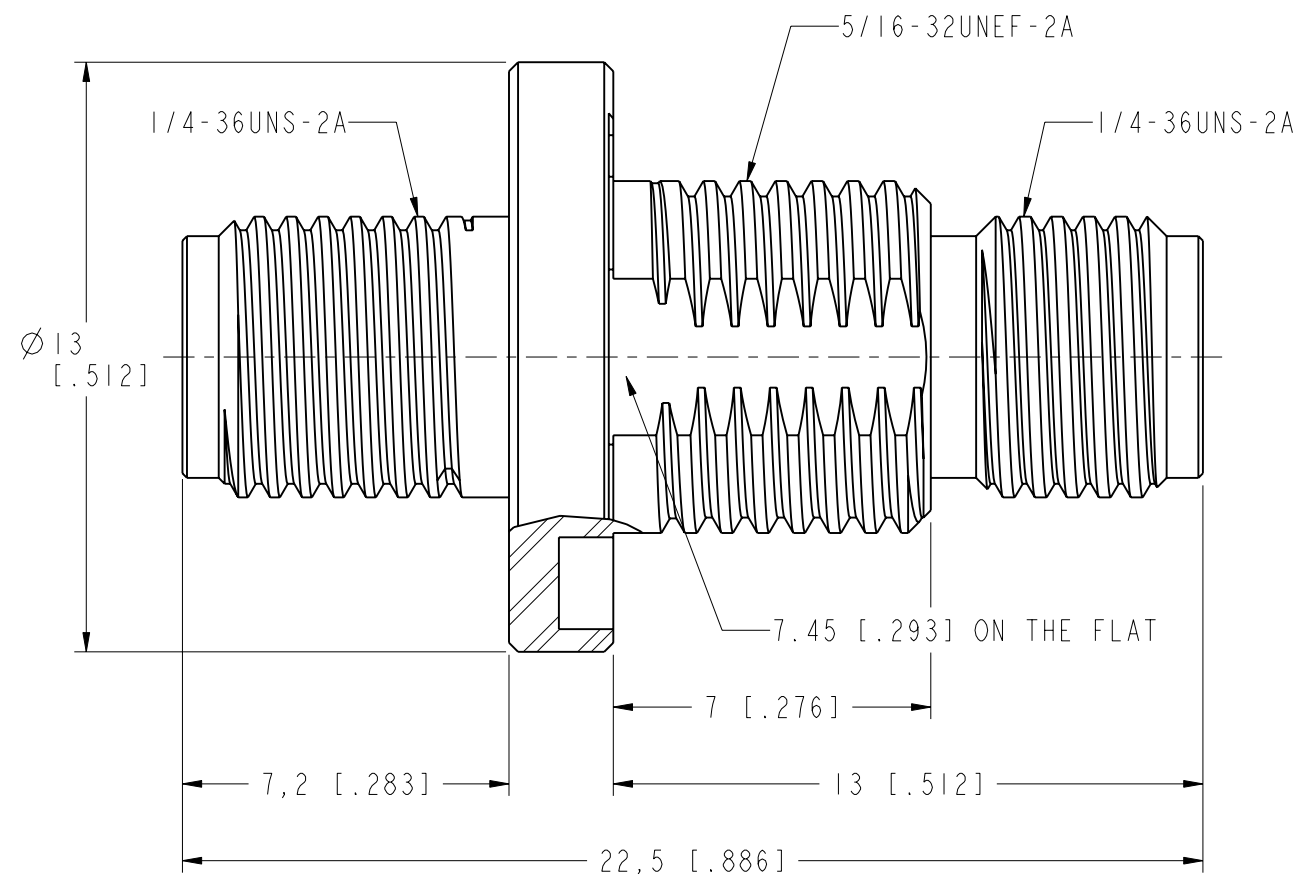 5/16-32UNEF-2A
1/4-36UNS-2A
1/4-36UNS-2A
Ø13
[.512]
7.45 [.293] ON THE FLAT
7 [.276]
7,2 [.283]
13 [.512]
22,5 [.886]